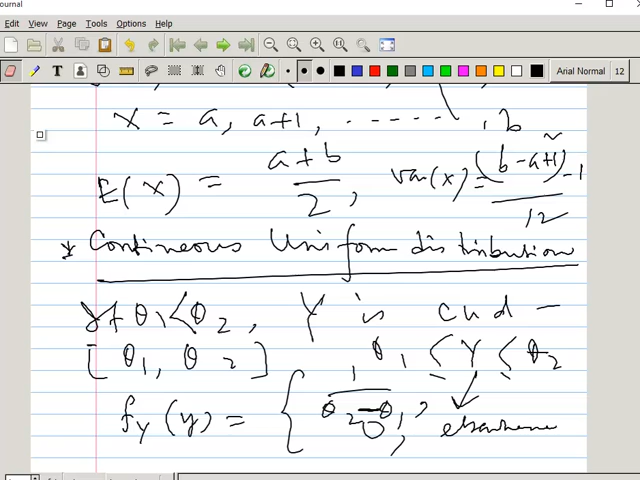 ournal
Edit View Page Tools Options Help
Arial Normal 12
x = a, a+1, ......, b
E(x) = (a+b)/2, var(x) = ((b-a+1)²-1)/12
* Continuous Uniform distribution
If θ1 < θ2, Y is cud –
[θ1, θ2]
fY(y) = { 1/(θ2-θ1), θ1 ≤ Y ≤ θ2
0, elsewhere